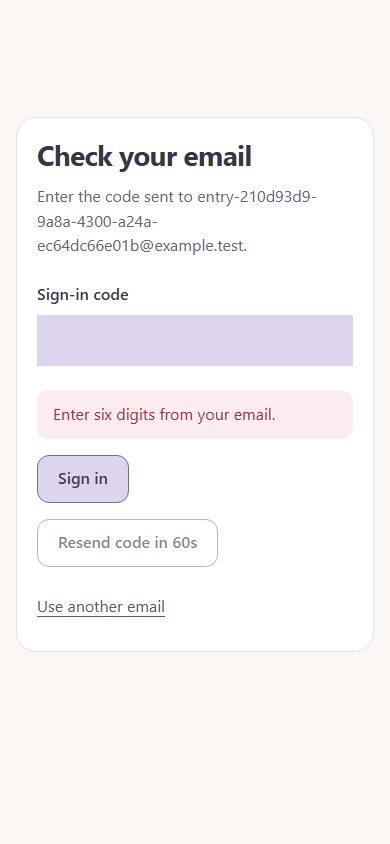 Check your email
Enter the code sent to entry-210d93d9-
9a8a-4300-a24a-
ec64dc66e01b@example.test.
Sign-in code
Enter six digits from your email.
Sign in
Resend code in 60s
Use another email